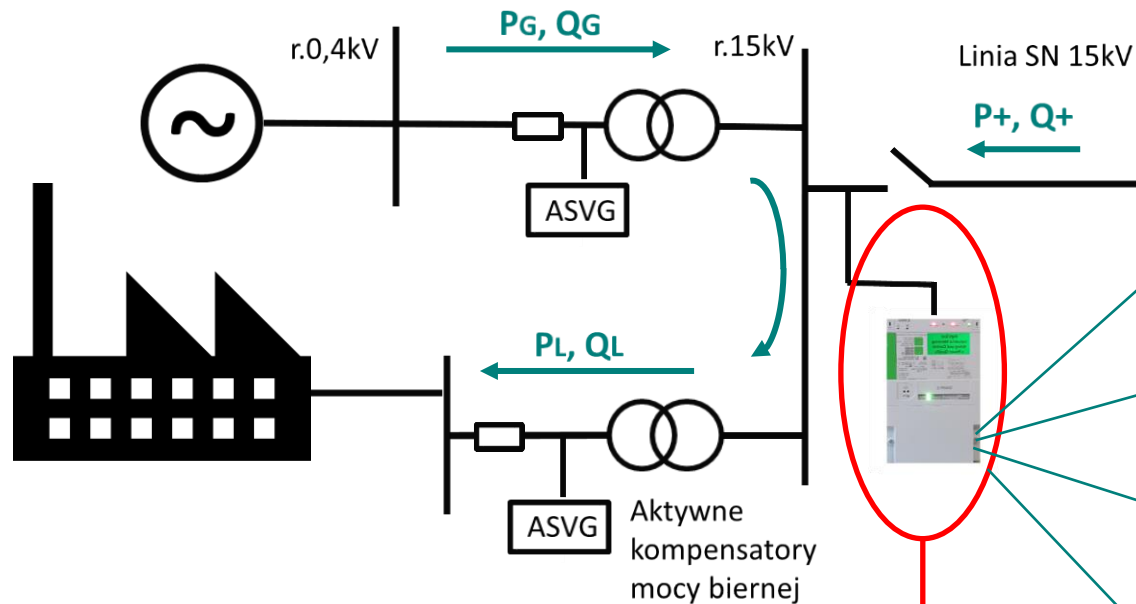 PG, QG
r.0,4kV
r.15kV
Linia SN 15kV
P+, Q+
ASVG
PL, QL
ASVG
Aktywne
kompensatory
mocy biernej